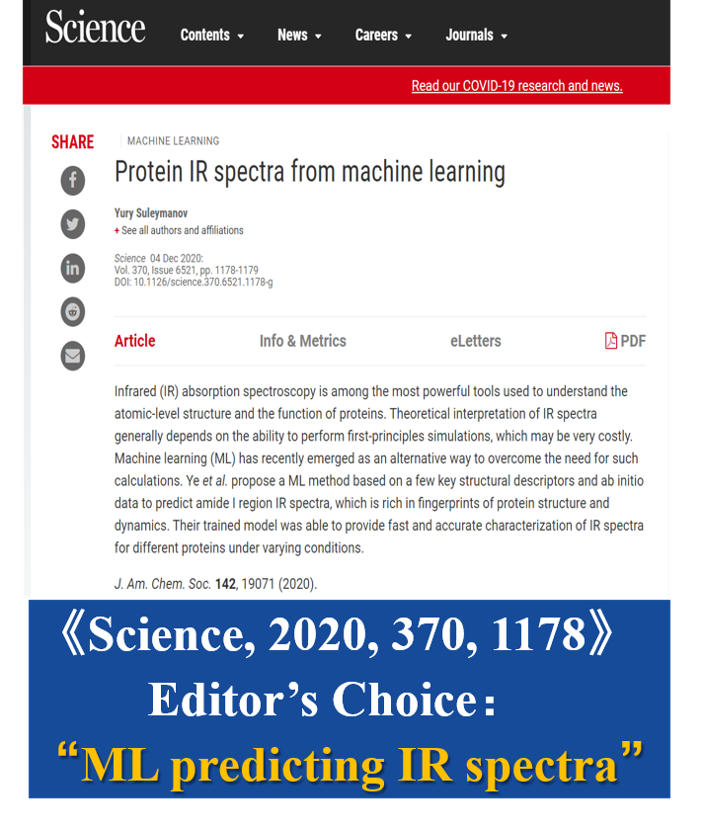 Science
Contents News Careers Journals
Read our COVID-19 research and news.
SHARE
MACHINE LEARNING
Protein IR spectra from machine learning
Yury Suleymanov
+ See all authors and affiliations
Science 04 Dec 2020:
Vol. 370, Issue 6521, pp. 1178-1179
DOI: 10.1126/science.370.6521.1178-g
Article Info & Metrics eLetters PDF
Infrared (IR) absorption spectroscopy is among the most powerful tools used to understand the
atomic-level structure and the function of proteins. Theoretical interpretation of IR spectra
generally depends on the ability to perform first-principles simulations, which may be very costly.
Machine learning (ML) has recently emerged as an alternative way to overcome the need for such
calculations. Ye et al. propose a ML method based on a few key structural descriptors and ab initio
data to predict amide I region IR spectra, which is rich in fingerprints of protein structure and
dynamics. Their trained model was able to provide fast and accurate characterization of IR spectra
for different proteins under varying conditions.
J. Am. Chem. Soc. 142, 19071 (2020).
《Science, 2020, 370, 1178》
Editor’s Choice：
“ML predicting IR spectra”